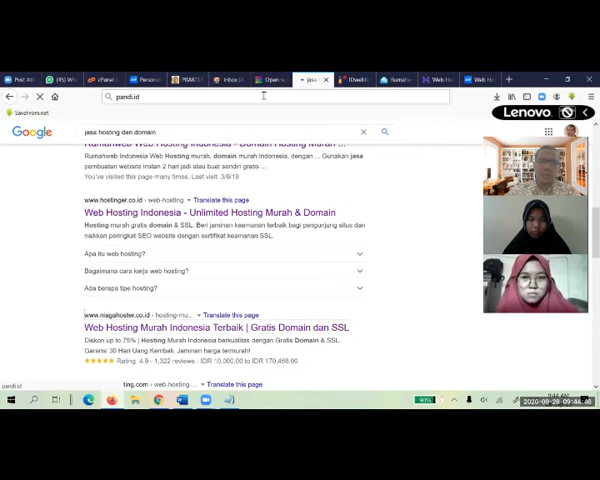 Post Att
(45) Wha
cPanel
Personal
PRAKTE
Inbox (
Open-s
jasa
IDwebh
Rumahw
Web Ho
Web Ho
pandi.id
SaveFrom.net
Lenovo
Google
jasa hosting dan domain
Rumahweb Web Hosting Indonesia - Domain Hosting Murah ...
Rumahweb Indonesia Web Hosting murah, domain murah Indonesia, dengan ... Gunakan jasa
pembuatan website instan 2 hari jadi atau buat sendiri gratis ...
You've visited this page many times. Last visit: 3/9/19
www.hostinger.co.id › web-hosting Translate this page
Web Hosting Indonesia - Unlimited Hosting Murah & Domain
Hosting murah gratis domain & SSL. Beri jaminan keamanan terbaik bagi pengunjung situs dan
naikkan peringkat SEO website dengan sertifikat keamanan SSL.
Apa itu web hosting?
Bagaimana cara kerja web hosting?
Ada berapa tipe hosting?
www.niagahoster.co.id › hosting-mu... Translate this page
Web Hosting Murah Indonesia Terbaik | Gratis Domain dan SSL
Diskon up to 75% | Hosting Murah Indonesia berkualitas dengan Gratis Domain & SSL.
Garansi 30 Hari Uang Kembali. Jaminan harga termurah!
Rating: 4.9 - 1,322 reviews - IDR 10,000.00 to IDR 170,466.00
pandi.id
ting.com › web-hosting-... Translate this page
90%
2020-09-28 09:44:46